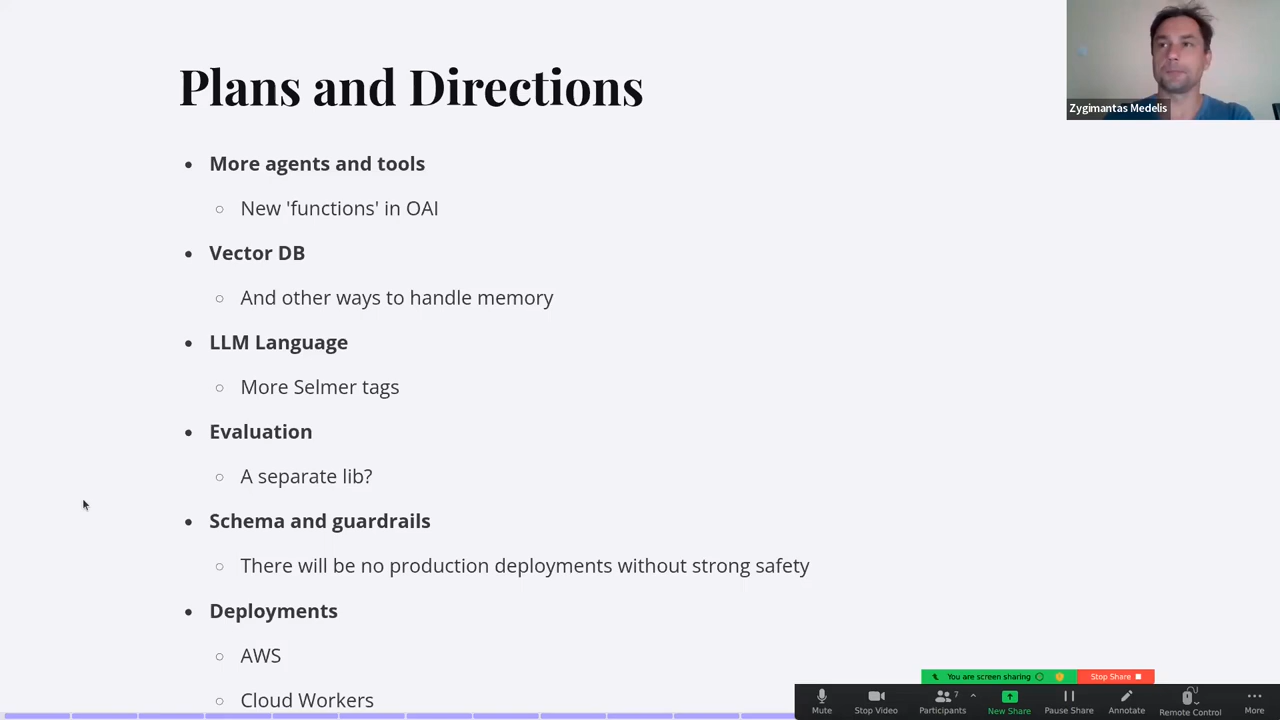 Plans and Directions
Zygimantas Medelis
• More agents and tools
○ New 'functions' in OAI
• Vector DB
○ And other ways to handle memory
• LLM Language
○ More Selmer tags
• Evaluation
○ A separate lib?
• Schema and guardrails
○ There will be no production deployments without strong safety
• Deployments
○ AWS
○ Cloud Workers
You are screen sharing
Stop Share
7
Mute
Stop Video
Participants
New Share
Pause Share
Annotate
Remote Control
More